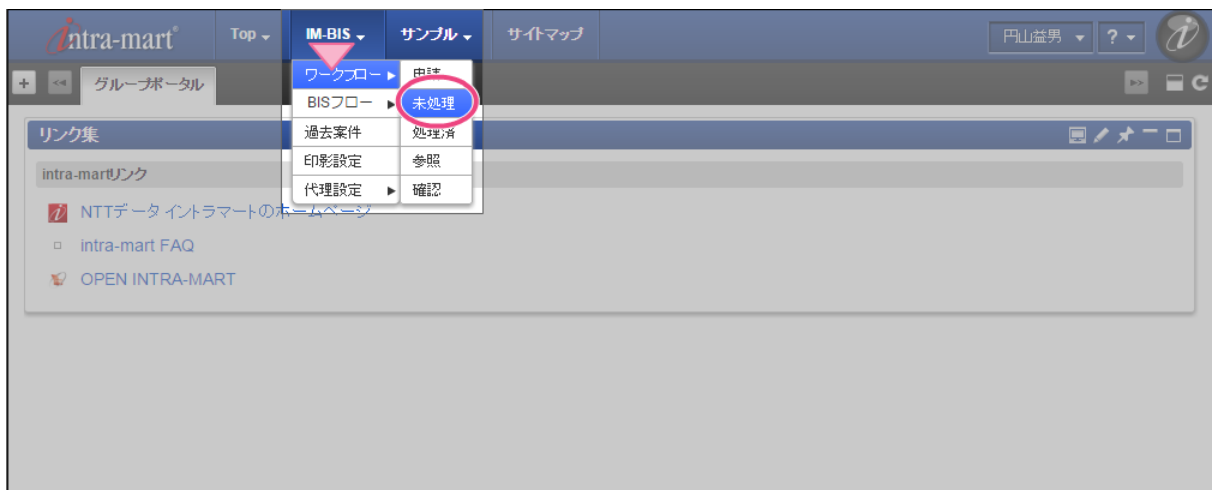 intra-mart® Top IM-BIS サンプル サイトマップ 円山益男 ?
グループポータル
ワークフロー 申請
BISフロー 未処理
リンク集 過去案件 処理済
印影設定 参照
intra-martリンク
代理設定 確認
NTTデータ イントラマートのホームページ
intra-mart FAQ
OPEN INTRA-MART